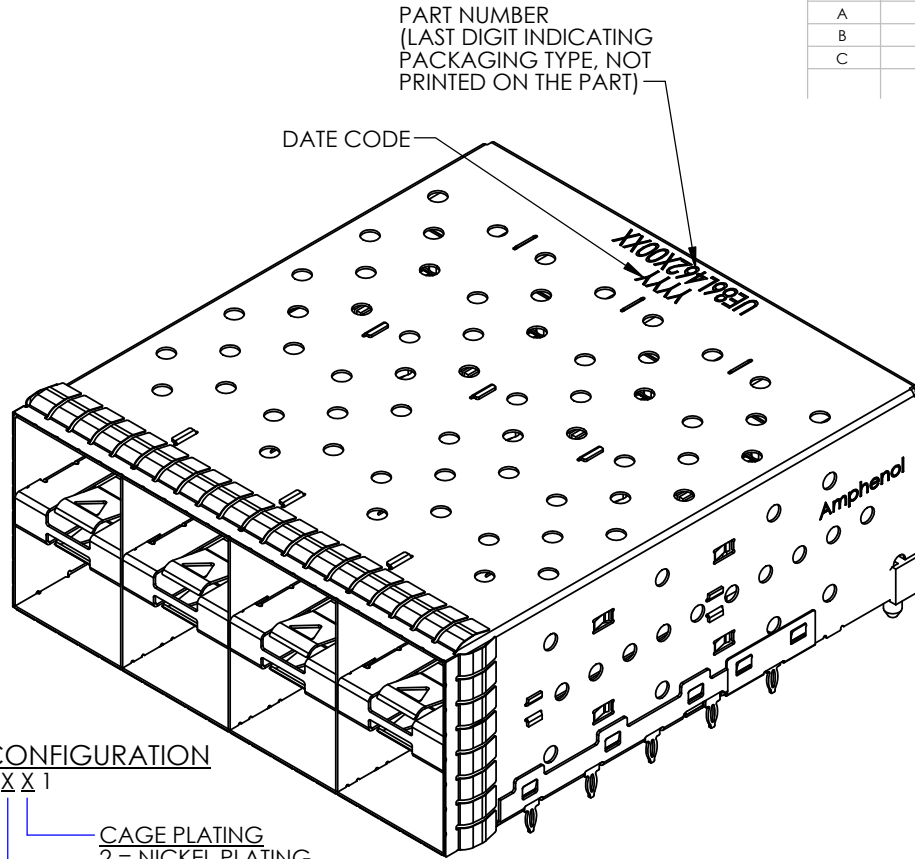 PART NUMBER
(LAST DIGIT INDICATING
PACKAGING TYPE, NOT
PRINTED ON THE PART)
A
B
C
DATE CODE
UE86L462X00XX
YYYY
Amphenol
CONFIGURATION
X X 1
CAGE PLATING
2 = NICKEL PLATING